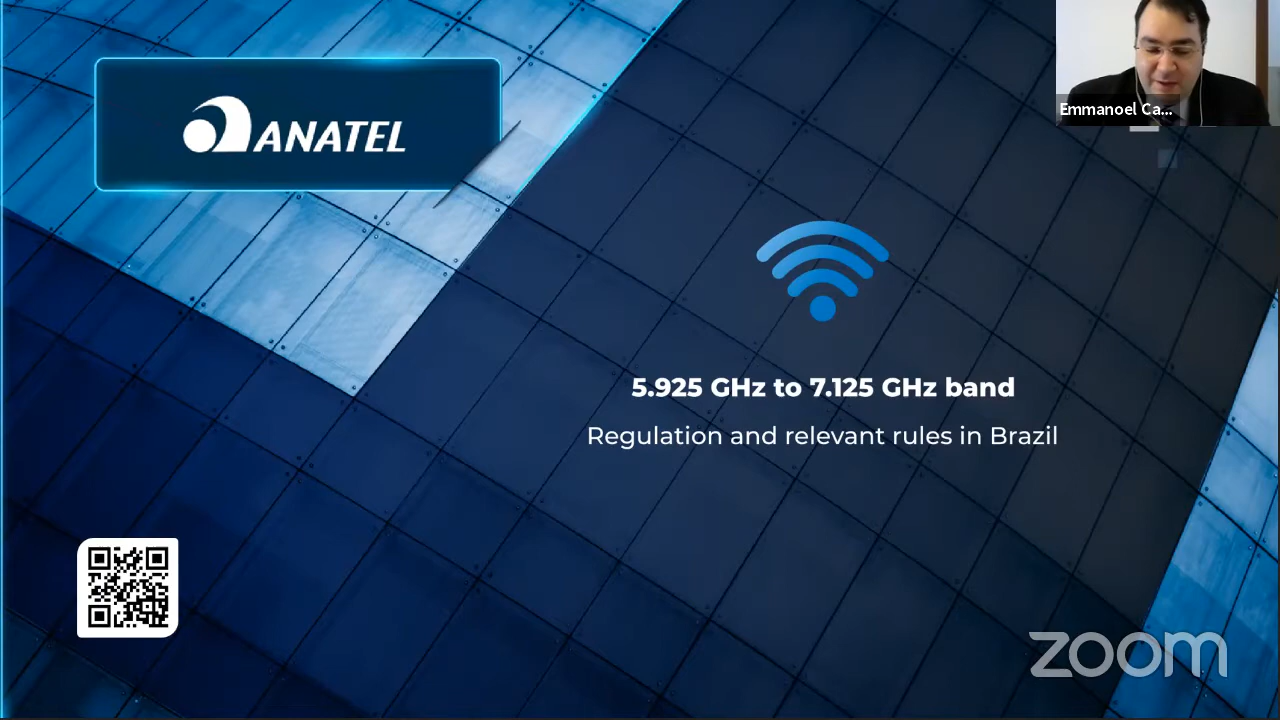 ANATEL
Emmanoel Ca...
5.925 GHz to 7.125 GHz band
Regulation and relevant rules in Brazil
zoom